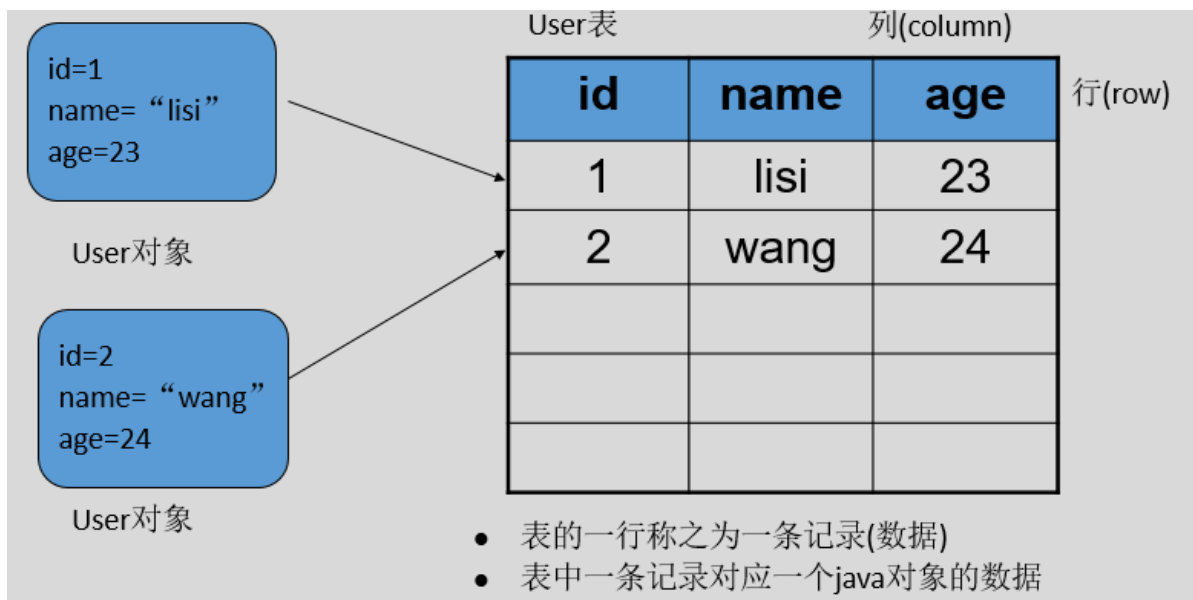 id=1
name= “lisi”
age=23
User对象
id=2
name= “wang”
age=24
User对象
User表 列(column)
id name age 行(row)
1 lisi 23
2 wang 24
● 表的一行称之为一条记录(数据)
● 表中一条记录对应一个java对象的数据